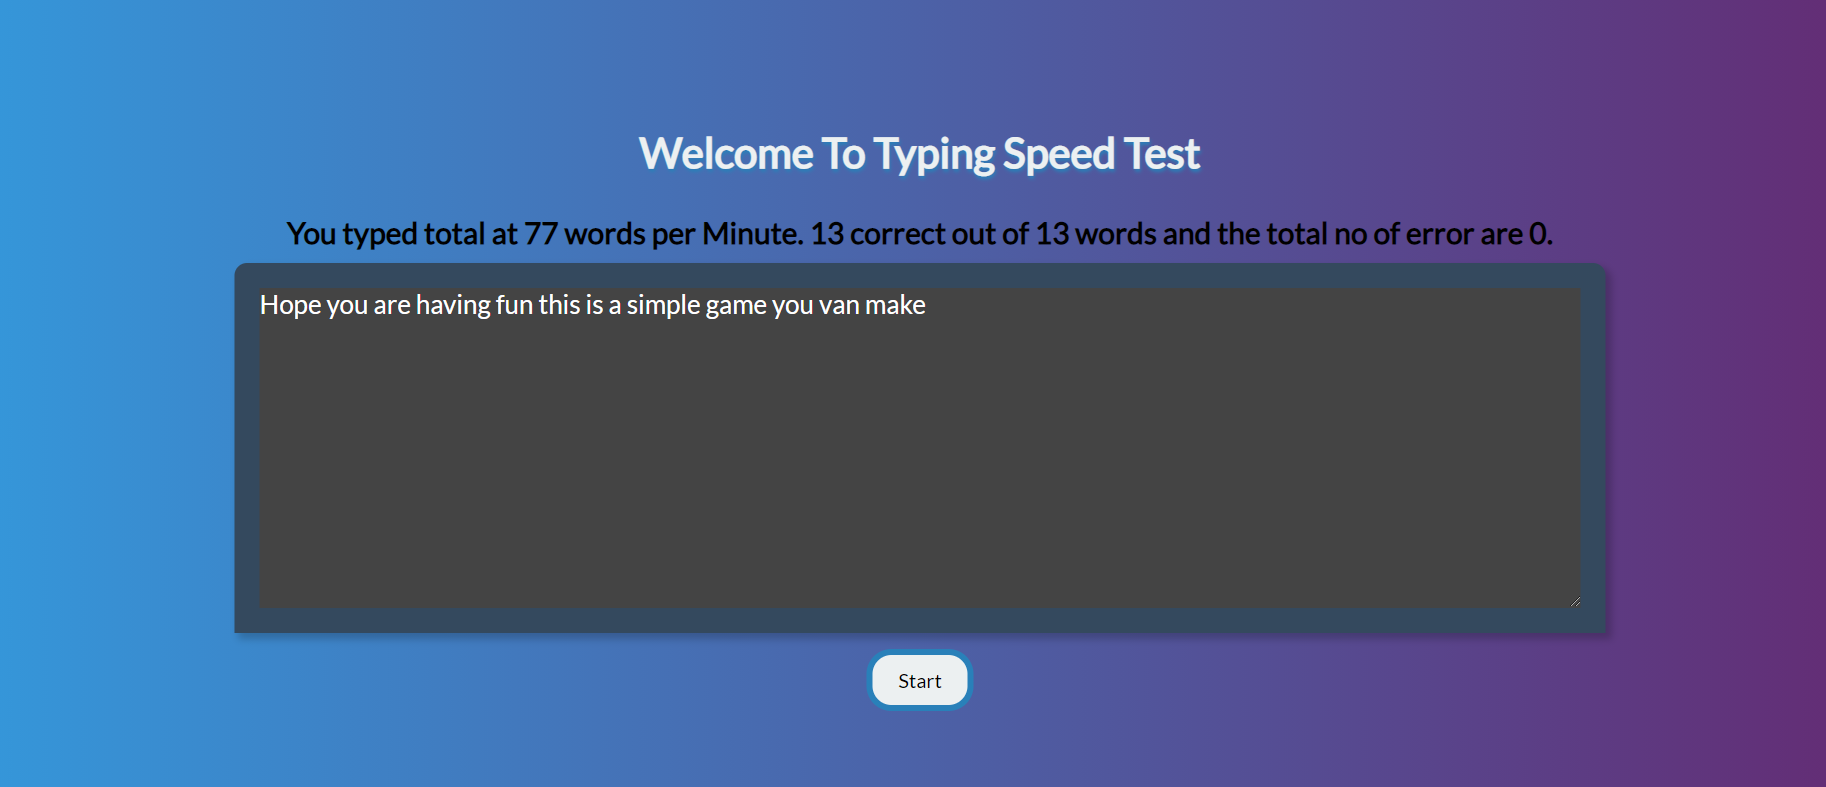 Welcome To Typing Speed Test
You typed total at 77 words per Minute. 13 correct out of 13 words and the total no of error are 0.
Hope you are having fun this is a simple game you van make
Start